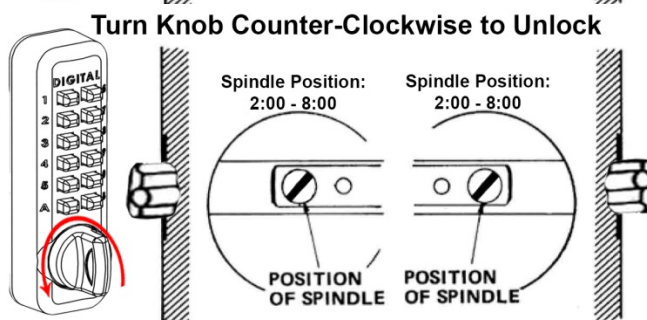 Turn Knob Counter-Clockwise to Unlock
DIGITAL
1
2
3
4
5
A
Spindle Position:
2:00 - 8:00
POSITION
OF SPINDLE
Spindle Position:
2:00 - 8:00
POSITION
OF SPINDLE